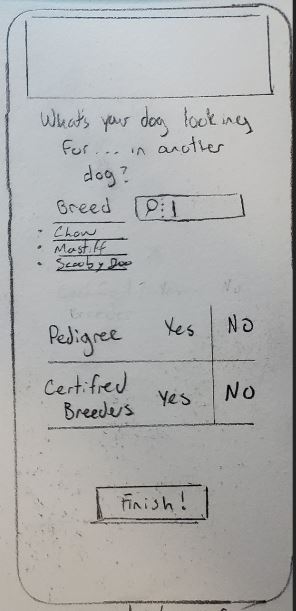 What's your dog looking
for... in another
dog?
Breed
• Chow
• Mastiff
• Scooby Doo
Pedigree Yes No
Certified
Breeders Yes No
Finish!